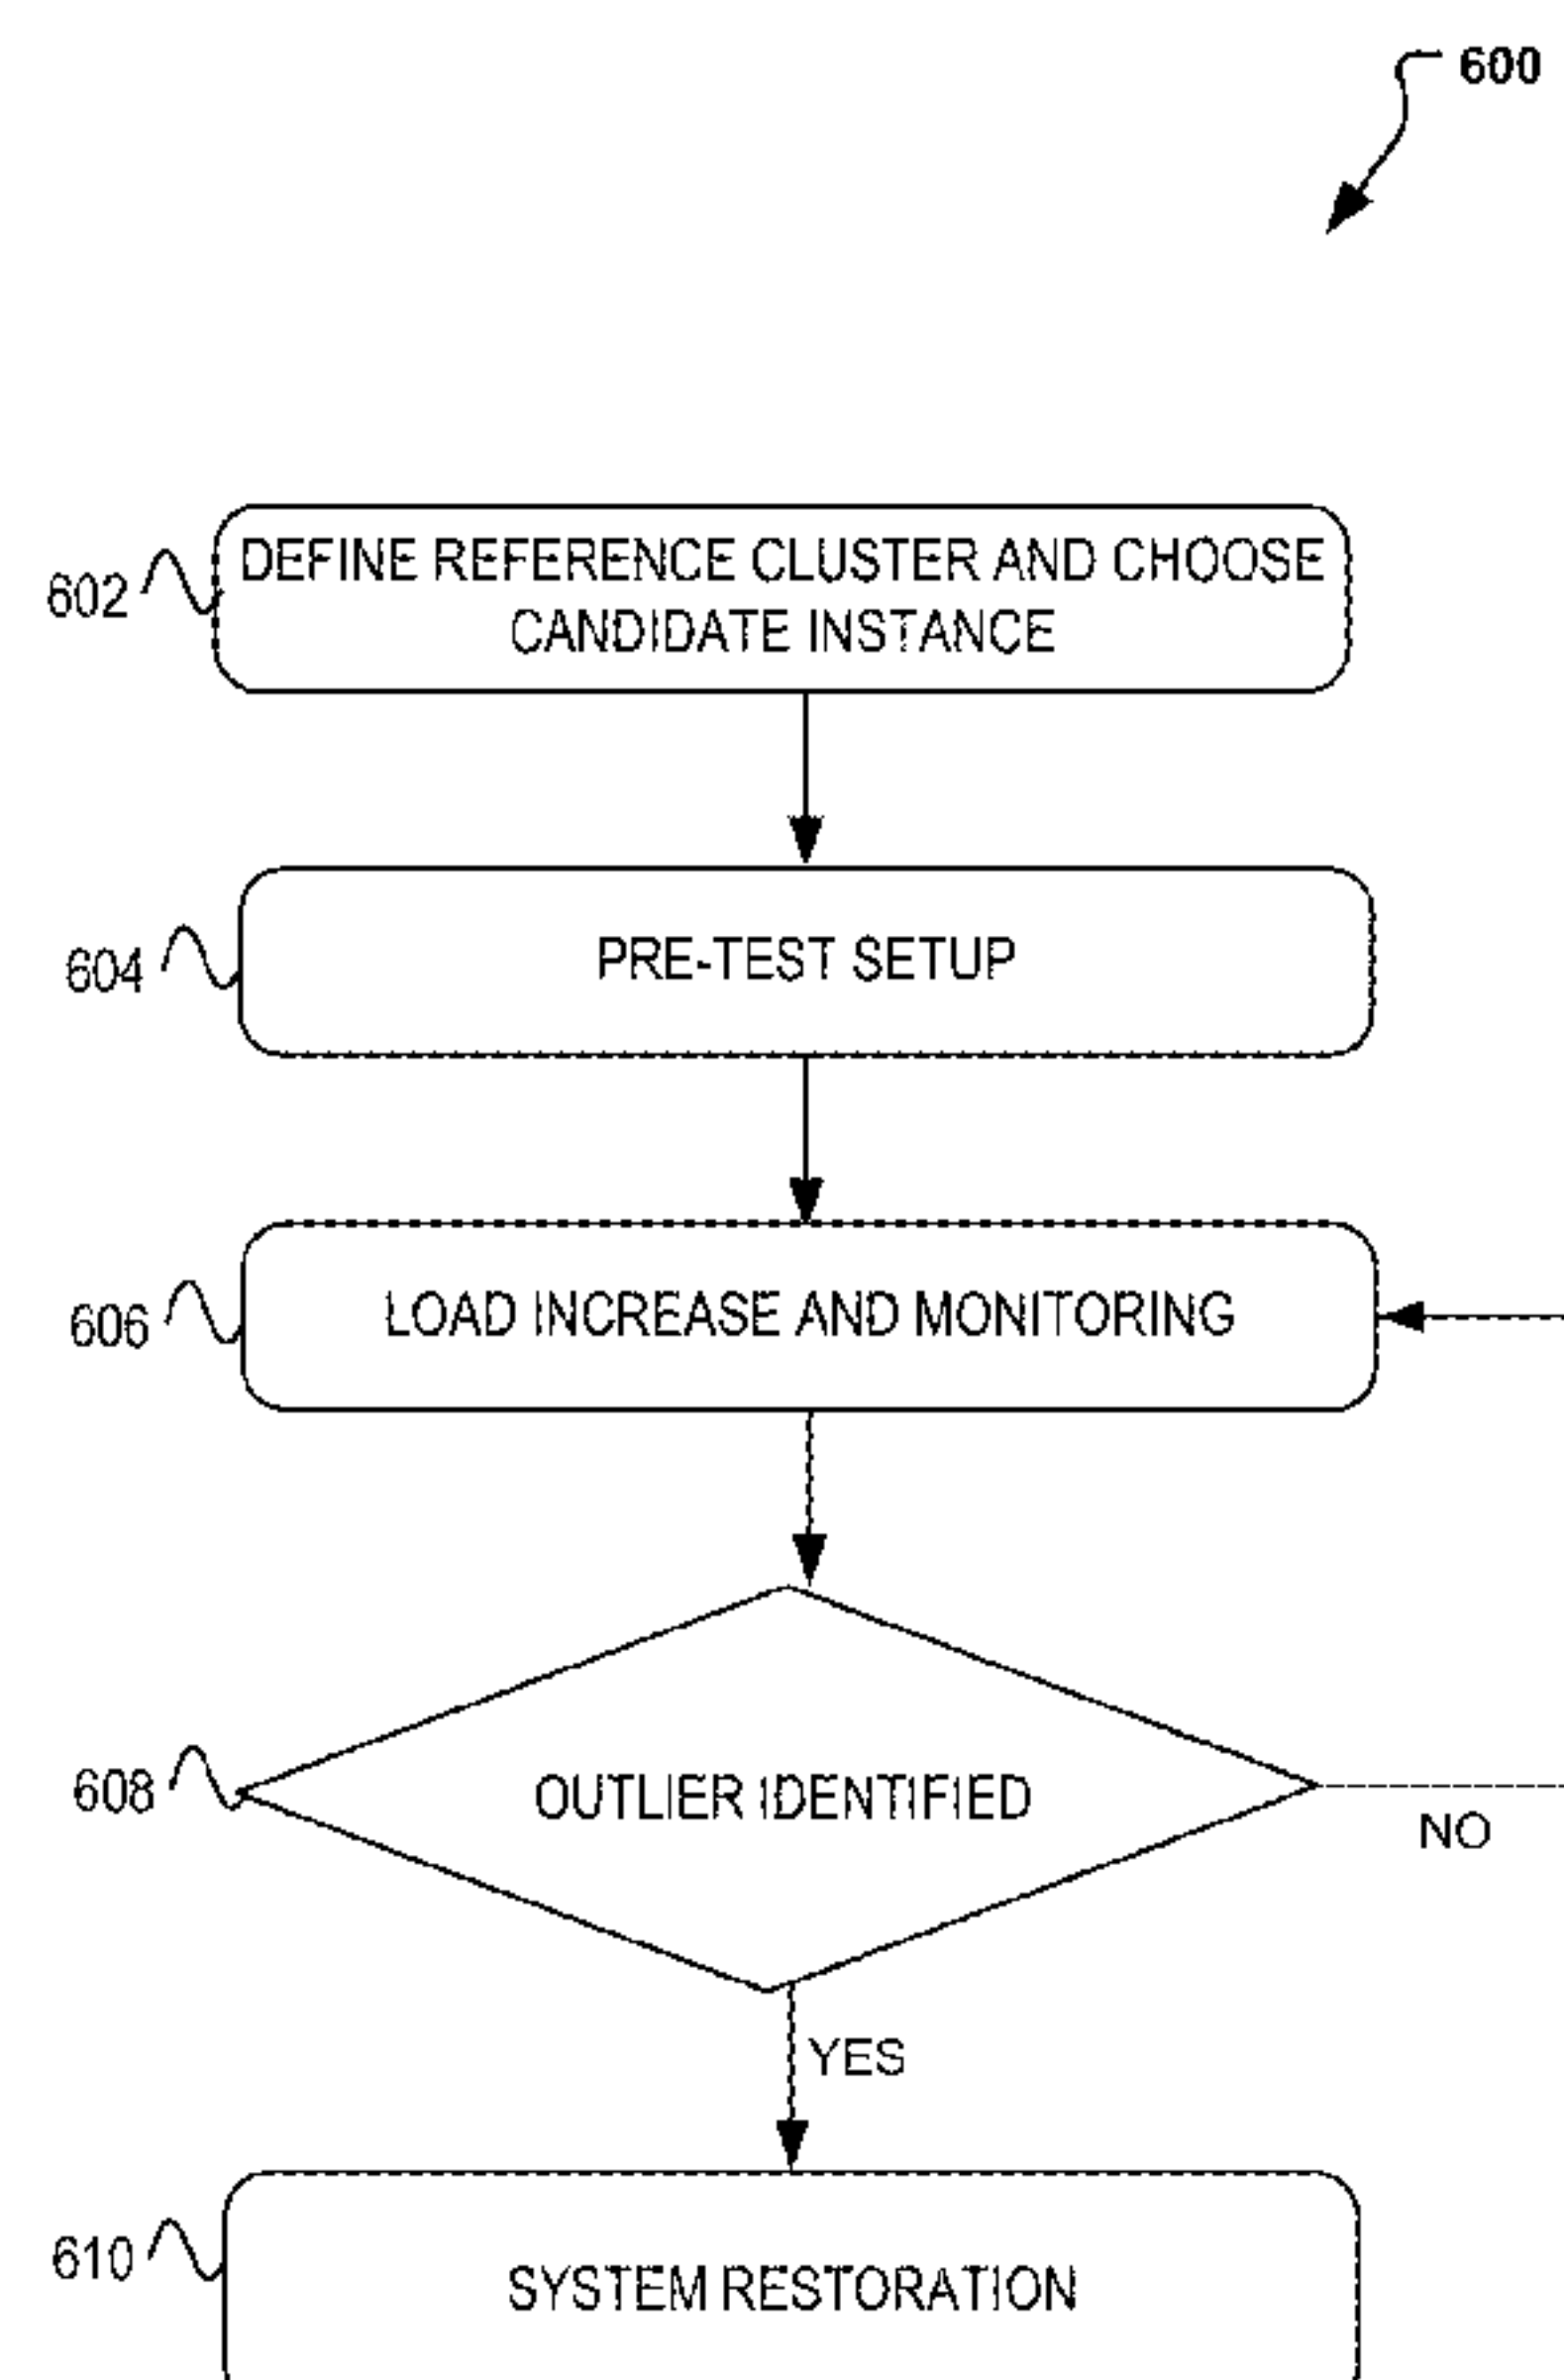 600
602
DEFINE REFERENCE CLUSTER AND CHOOSE
CANDIDATE INSTANCE
604
PRE-TEST SETUP
606
LOAD INCREASE AND MONITORING
608
OUTLIER IDENTIFIED
NO
YES
610
SYSTEM RESTORATION